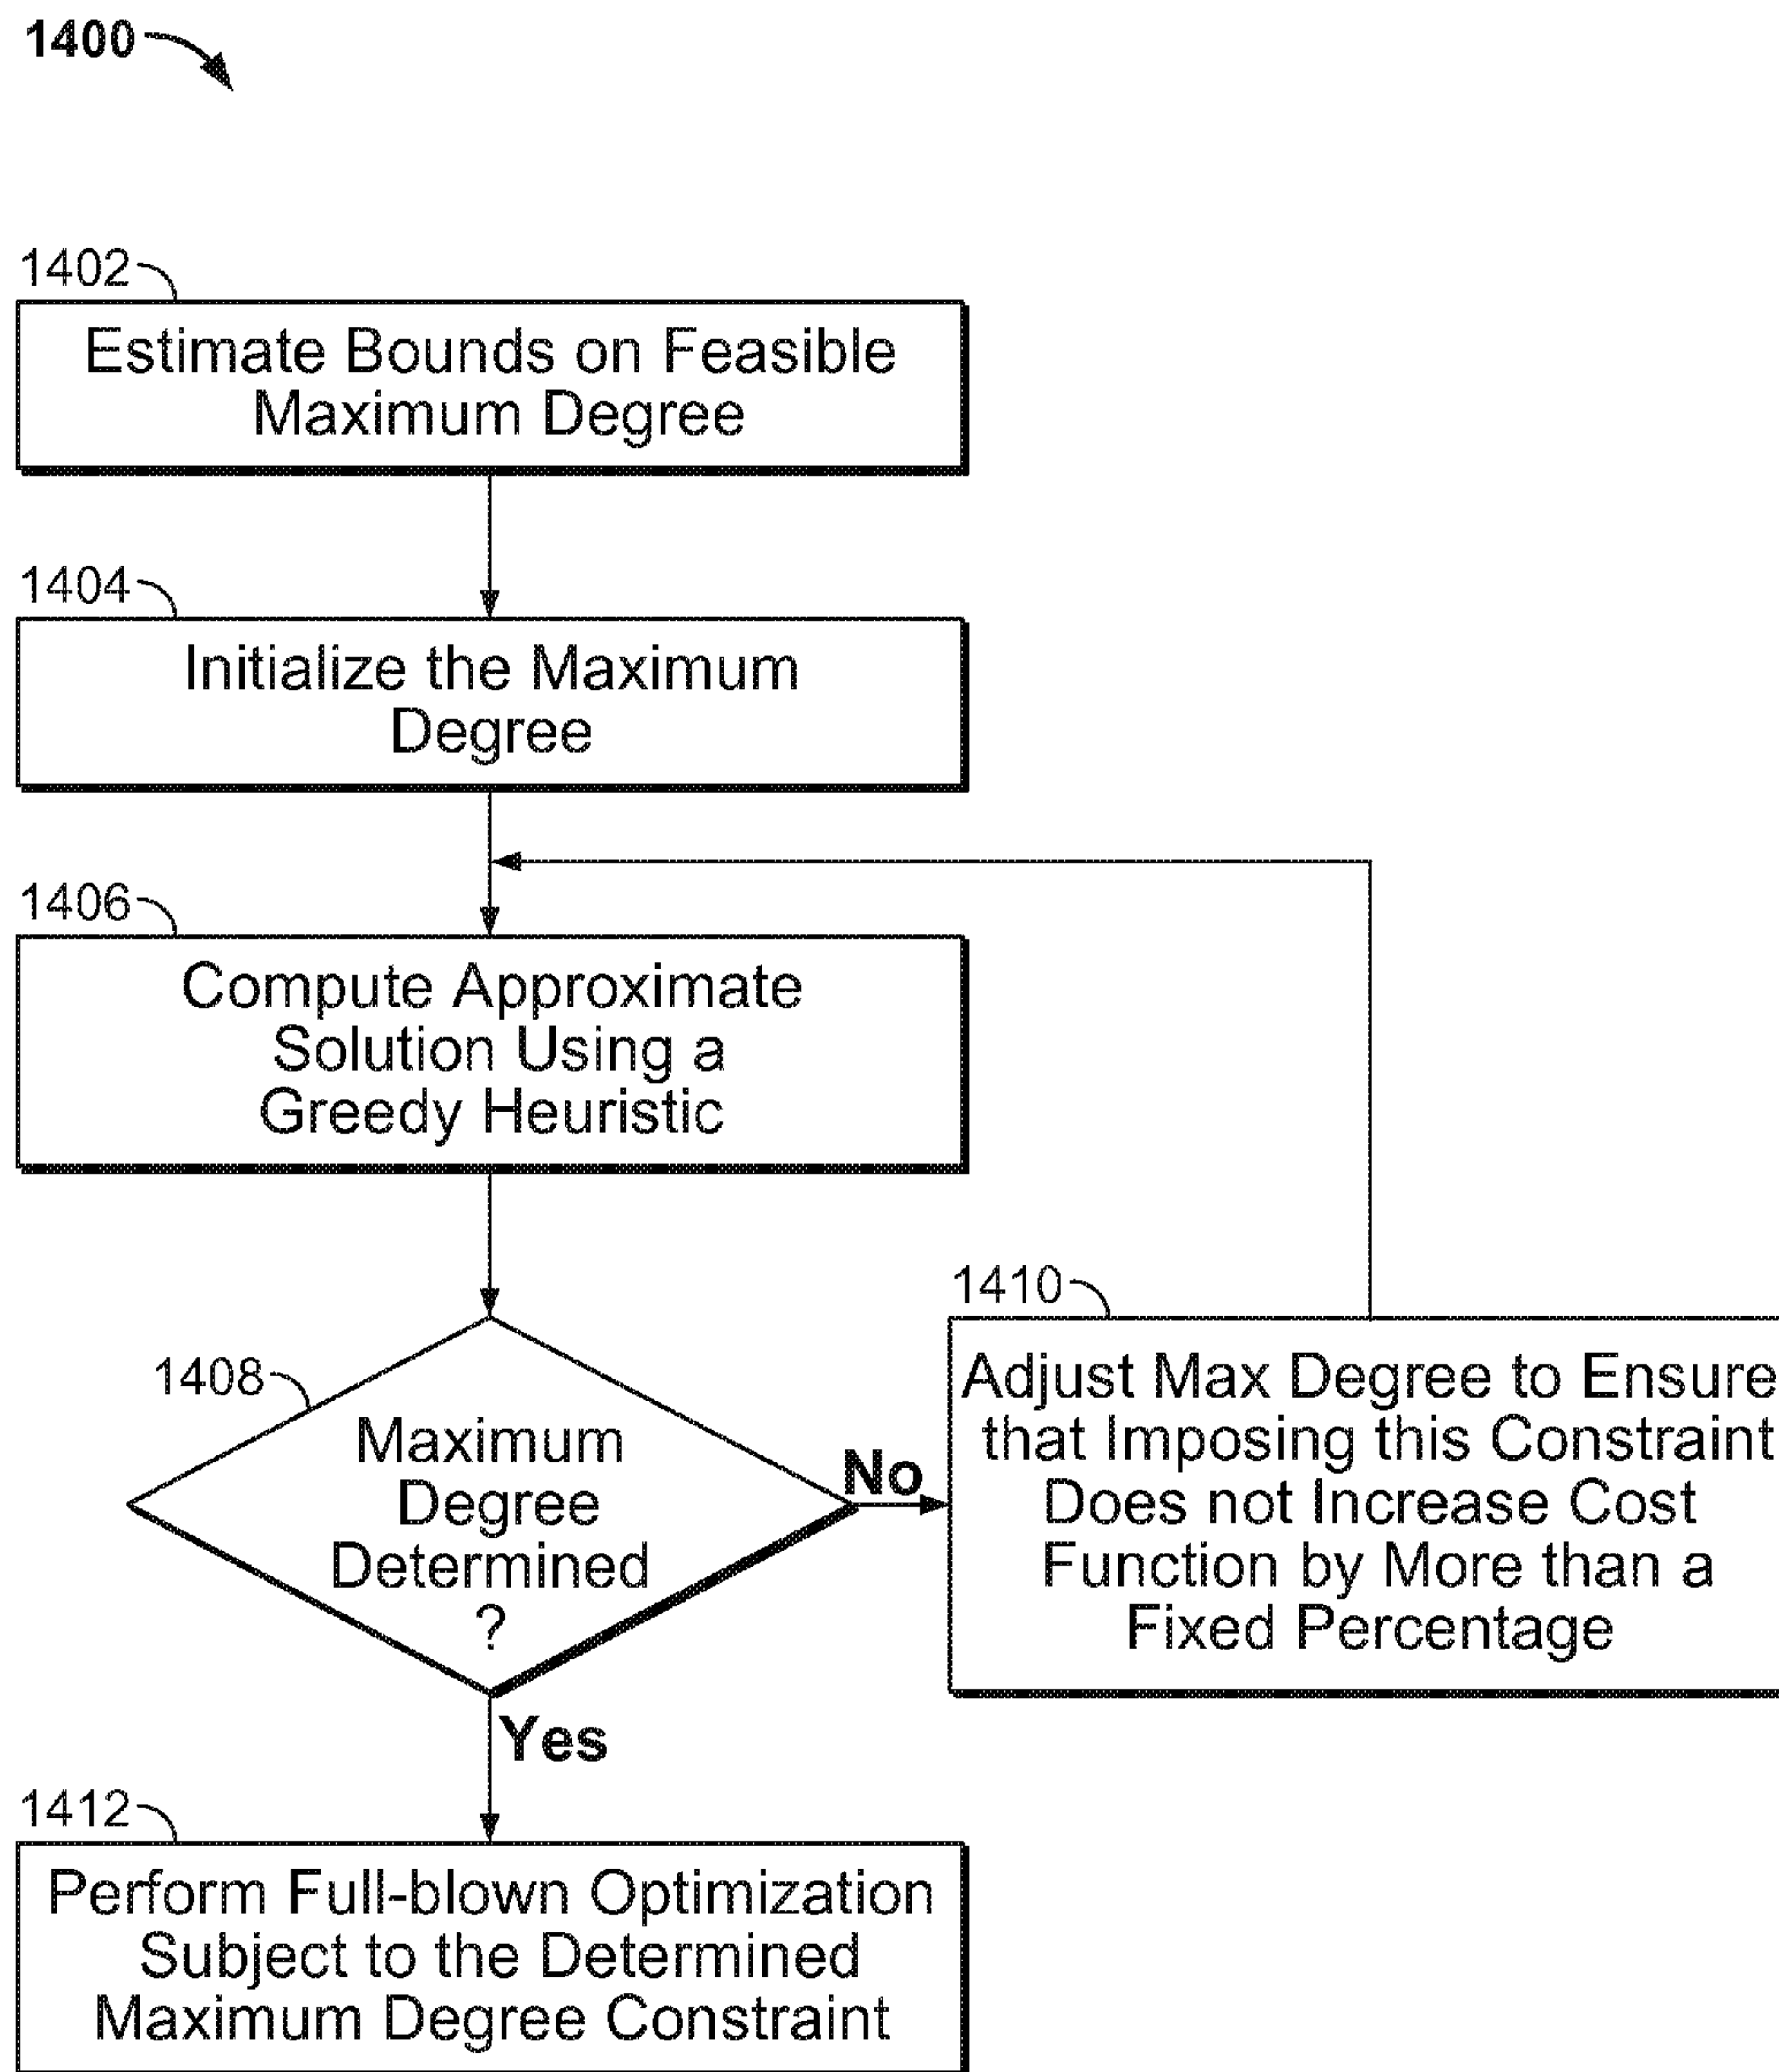 1400
1402
Estimate Bounds on Feasible
Maximum Degree
1404
Initialize the Maximum
Degree
1406
Compute Approximate
Solution Using a
Greedy Heuristic
1408
Maximum
Degree
Determined
?
No
1410
Adjust Max Degree to Ensure
that Imposing this Constraint
Does not Increase Cost
Function by More than a
Fixed Percentage
Yes
1412
Perform Full-blown Optimization
Subject to the Determined
Maximum Degree Constraint